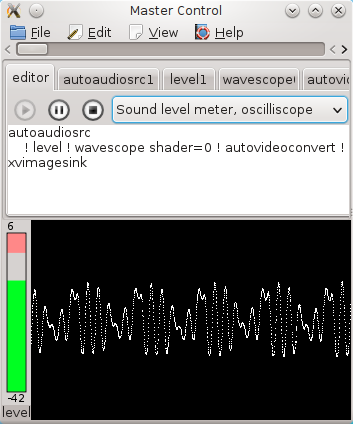 Master Control
File Edit View Help
editor autoaudiosrc1 level1 wavescope autovid
Sound level meter, oscilliscope
autoaudiosrc
! level ! wavescope shader=0 ! autovideoconvert !
xvimagesink
6
-42
level